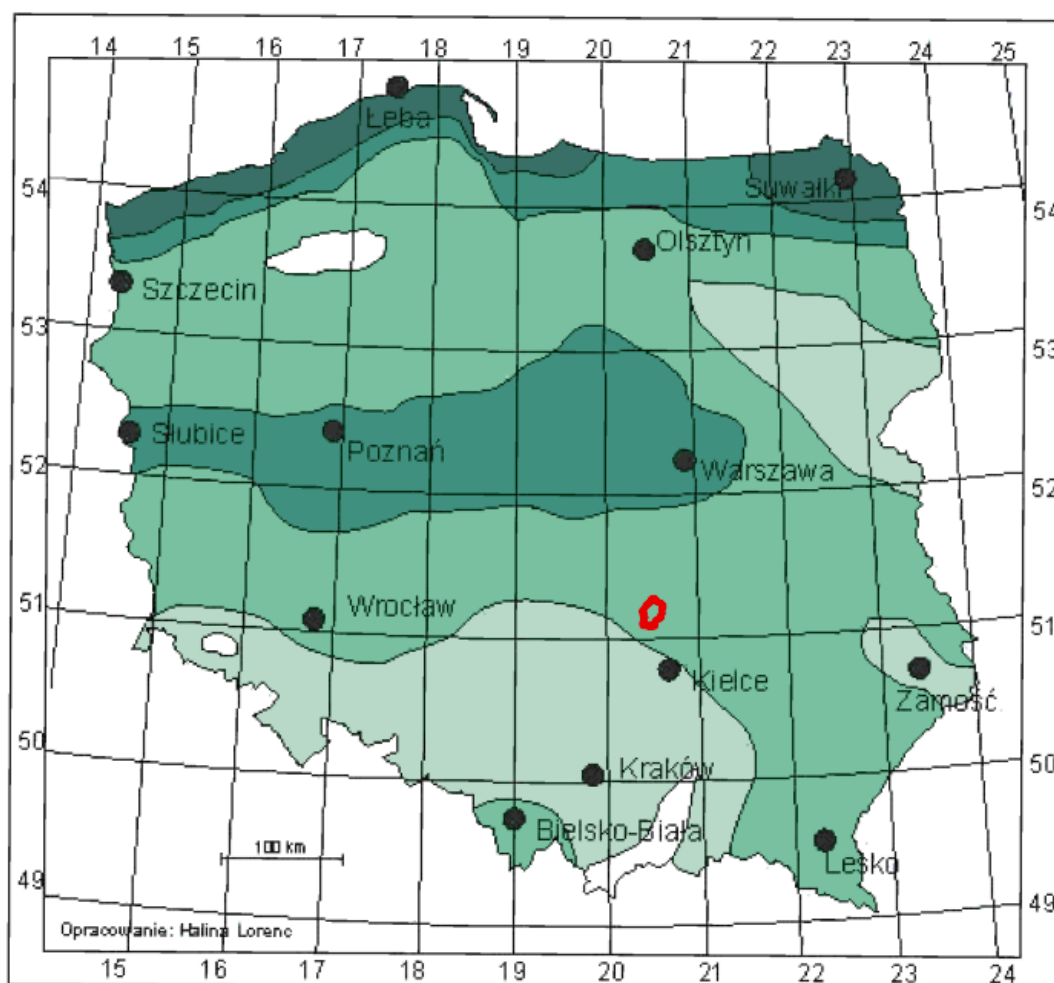 14 15 16 17 18 19 20 21 22 23 24 25
Łeba
54
Suwałki
54
Olsztyn
Szczecin
53
53
Słubice
Poznań
Warszawa
52
52
51
Wrocław
51
Kielce
Zamość
50
Kraków
50
Bielsko-Biała
Lesko
100 km
49
49
Opracowanie: Halina Lorenc
15 16 17 18 19 20 21 22 23 24